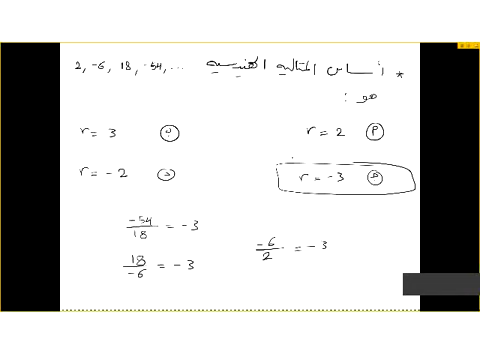 * أساس المتتالية الهندسية 2, -6, 18, -54, ...
هو :
أ r = 2
ب r = 3
ج r = -3
د r = -2
-6/2 = -3
-54/18 = -3
18/-6 = -3